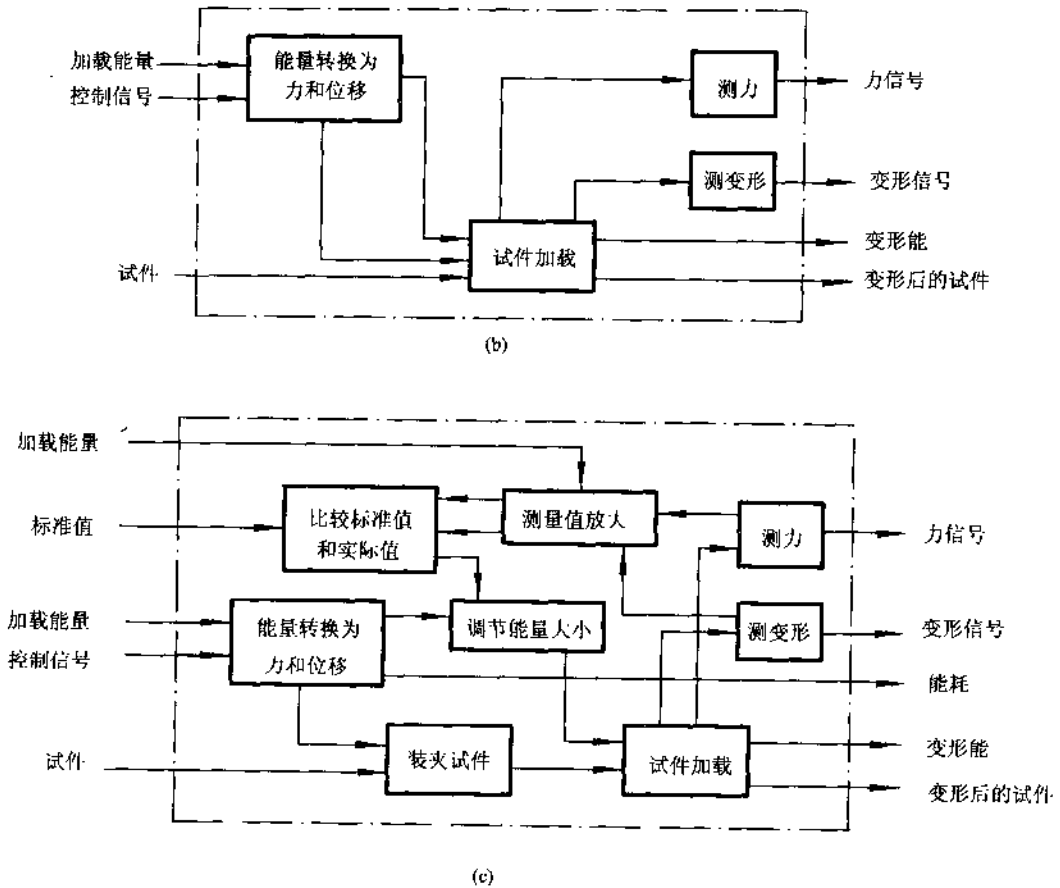 加载能量
控制信号
能量转换为
力和位移
测力
力信号
测变形
变形信号
试件
试件加载
变形能
变形后的试件
(b)
加载能量
标准值
比较标准值
和实际值
测量值放大
测力
力信号
加载能量
控制信号
能量转换为
力和位移
调节能量大小
测变形
变形信号
能耗
试件
装夹试件
试件加载
变形能
变形后的试件
(c)